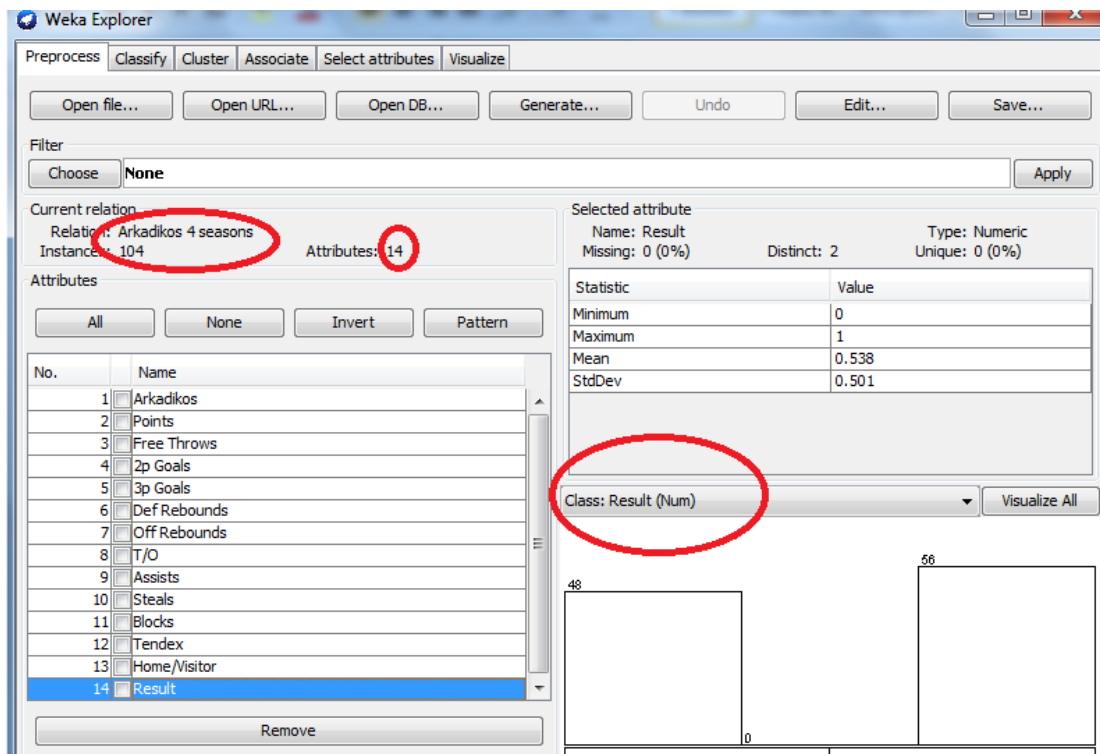 Weka Explorer
Preprocess Classify Cluster Associate Select attributes Visualize
Open file... Open URL... Open DB... Generate... Undo Edit... Save...
Filter
Choose None Apply
Current relation
Relation: Arkadikos 4 seasons
Instances: 104 Attributes: 14
Attributes
All None Invert Pattern
No. Name
1 Arkadikos
2 Points
3 Free Throws
4 2p Goals
5 3p Goals
6 Def Rebounds
7 Off Rebounds
8 T/O
9 Assists
10 Steals
11 Blocks
12 Tendex
13 Home/Visitor
14 Result
Remove
Selected attribute
Name: Result Type: Numeric
Missing: 0 (0%) Distinct: 2 Unique: 0 (0%)
Statistic Value
Minimum 0
Maximum 1
Mean 0.538
StdDev 0.501
Class: Result (Num) Visualize All
48 0 56